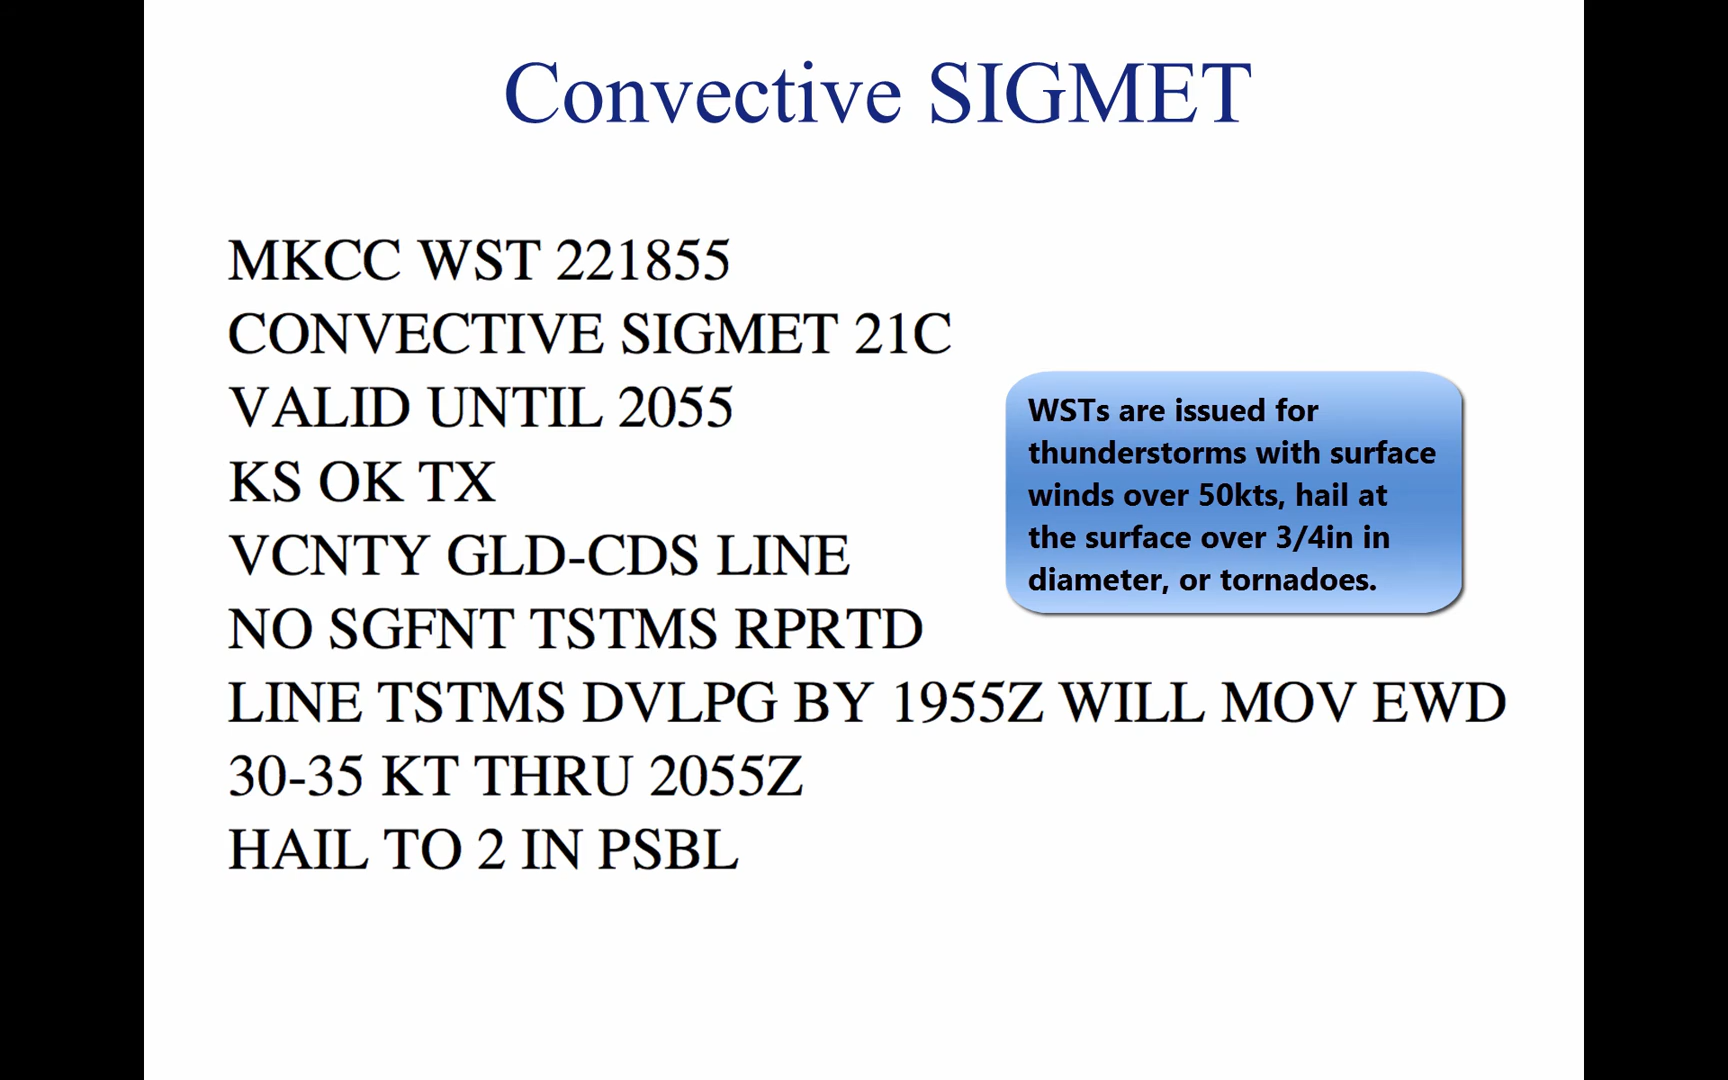 Convective SIGMET
MKCC WST 221855
CONVECTIVE SIGMET 21C
VALID UNTIL 2055
KS OK TX
VCNTY GLD-CDS LINE
NO SGFNT TSTMS RPRTD
LINE TSTMS DVLPG BY 1955Z WILL MOV EWD
30-35 KT THRU 2055Z
HAIL TO 2 IN PSBL
WSTs are issued for
thunderstorms with surface
winds over 50kts, hail at
the surface over 3/4in in
diameter, or tornadoes.